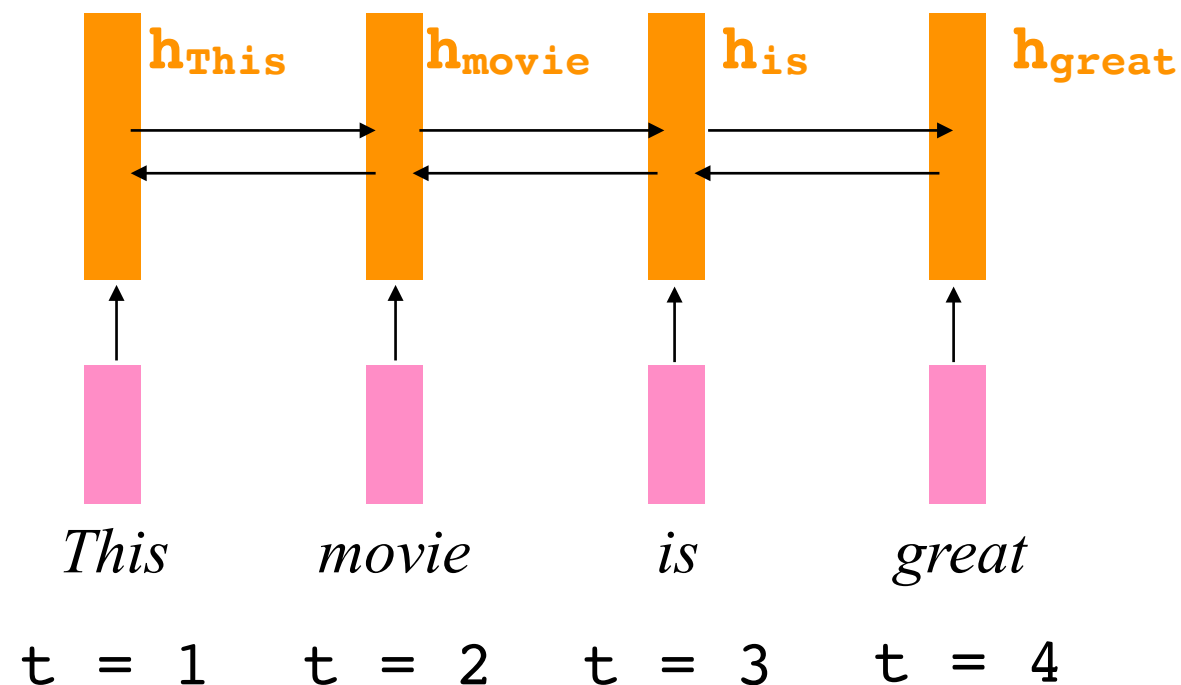 hThis hmovie his hgreat
This movie is great
t = 1 t = 2 t = 3 t = 4